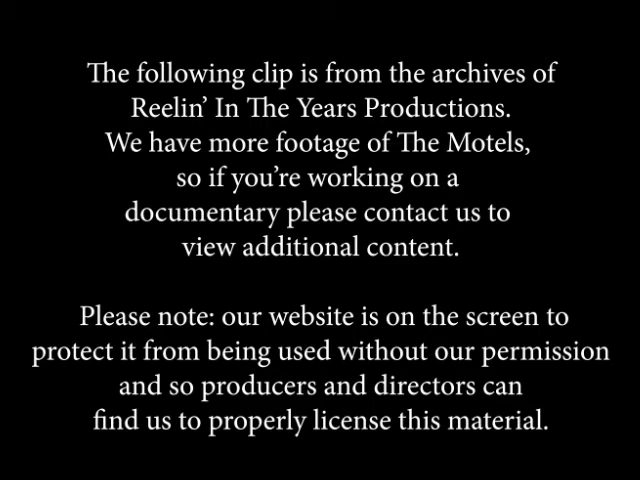 The following clip is from the archives of
Reelin’ In The Years Productions.
We have more footage of The Motels,
so if you’re working on a
documentary please contact us to
view additional content.
Please note: our website is on the screen to
protect it from being used without our permission
and so producers and directors can
find us to properly license this material.